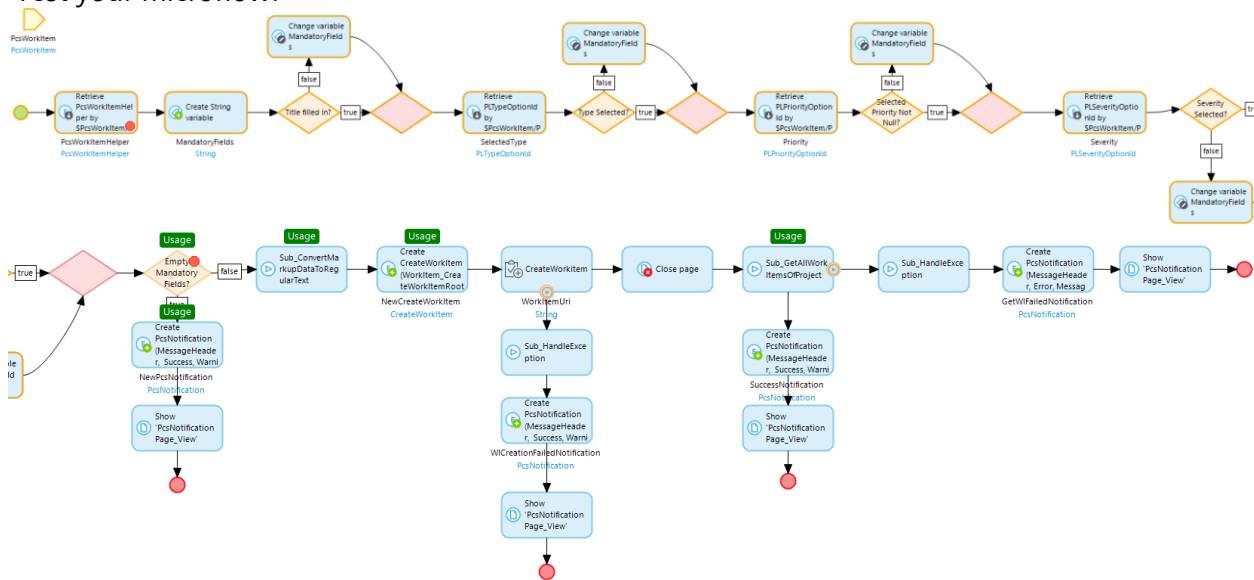 Test your microflow:
PcsWorkItem
PcsWorkItem
Retrieve
PcsWorkItemHel
per by
$PcsWorkItem
PcsWorkItemHelper
PcsWorkItemHelper
Create String
variable
MandatoryFields
String
Change variable
MandatoryField
s
false
Title filled in?
true
Retrieve
PLTypeOptionId
by
$PcsWorkItem/P
SelectedType
PLTypeOptionId
Change variable
MandatoryField
s
false
Type Selected?
true
Retrieve
PLPriorityOption
Id by
$PcsWorkItem/P
Priority
PLPriorityOptionId
Change variable
MandatoryField
s
false
Selected
Priority Not
Null?
true
Retrieve
PLSeverityOptio
nId by
$PcsWorkItem/P
Severity
PLSeverityOptionId
Severity
Selected?
false
Change variable
MandatoryField
s
true
Usage
Empty
Mandatory
Fields?
false
true
Usage
Create
PcsNotification
(MessageHeade
r, Success, Warni
NewPcsNotification
PcsNotification
Show
'PcsNotification
Page_View'
Usage
Sub_ConvertMa
rkupDataToReg
ularText
Usage
Create
CreateWorkItem
(WorkItem_Crea
teWorkItemRoot
NewCreateWorkItem
CreateWorkItem
CreateWorkitem
WorkItemUri
String
Sub_HandleExce
ption
Create
PcsNotification
(MessageHeade
r, Success, Warni
WICreationFailedNotification
PcsNotification
Show
'PcsNotification
Page_View'
Close page
Usage
Sub_GetAllWork
ItemsOfProject
Create
PcsNotification
(MessageHeade
r, Success, Warni
SuccessNotification
PcsNotification
Show
'PcsNotification
Page_View'
Sub_HandleExce
ption
Create
PcsNotification
(MessageHeade
r, Error, Messag
GetWIFailedNotification
PcsNotification
Show
'PcsNotification
Page_View'